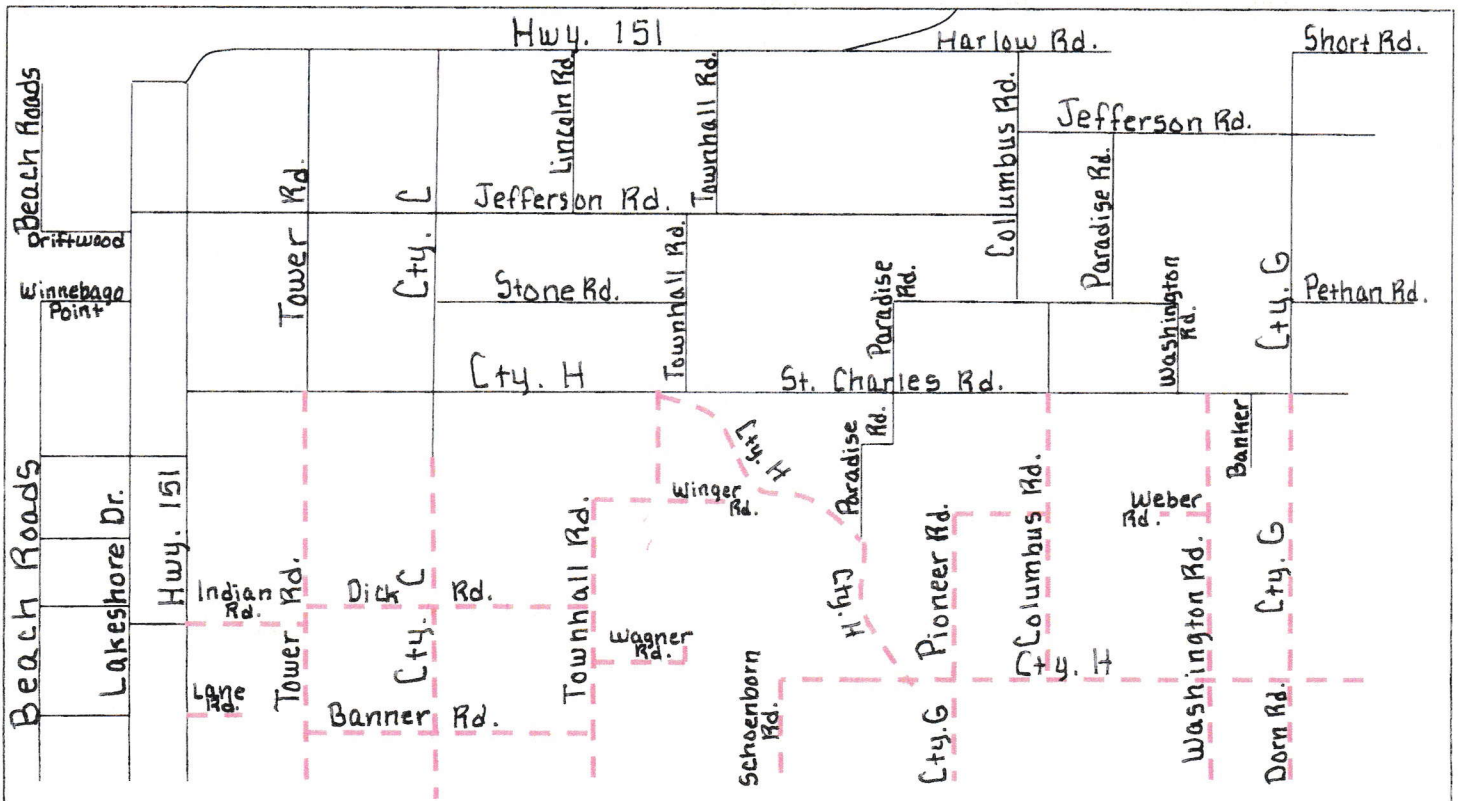 Hwy. 151
Harlow Rd.
Short Rd.
Beach Roads
Lincoln Rd.
Townhall Rd.
Columbus Rd.
Jefferson Rd.
Paradise Rd.
Tower Rd.
Cty. C
Jefferson Rd.
Driftwood
Winnebago
Point
Stone Rd.
Townhall Rd.
Paradise
Rd.
Washington
Rd.
Cty. G
Pethan Rd.
Cty. H
St. Charles Rd.
Paradise
Rd.
Banker
Cty. H
Beach Roads
Lakeshore Dr.
Hwy. 151
Winger
Rd.
Weber
Rd.
Indian
Rd.
Tower Rd.
Dick Rd.
Cty. C
Townhall Rd.
Wagner
Rd.
Cty. H
Pioneer Rd.
Columbus Rd.
Washington Rd.
Cty. G
Cty. H
Lane
Rd.
Banner Rd.
Schoenborn
Rd.
Cty. G
Dorn Rd.